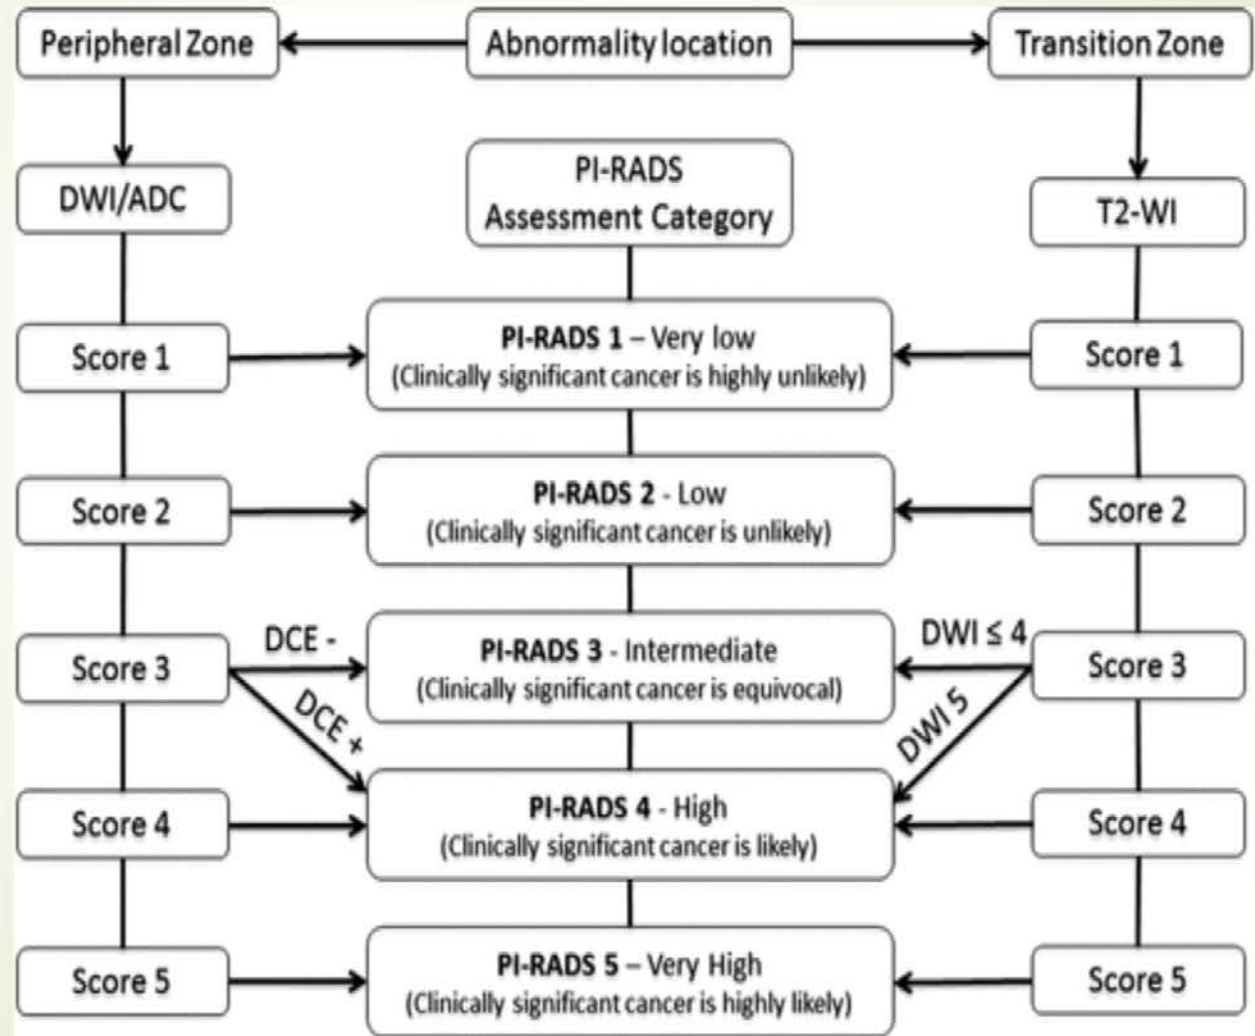 Peripheral Zone
Abnormality location
Transition Zone
DWI/ADC
PI-RADS
Assessment Category
T2-WI
Score 1
PI-RADS 1 – Very low
(Clinically significant cancer is highly unlikely)
Score 1
Score 2
PI-RADS 2 - Low
(Clinically significant cancer is unlikely)
Score 2
Score 3
DCE -
DCE +
PI-RADS 3 - Intermediate
(Clinically significant cancer is equivocal)
DWI ≤ 4
DWI 5
Score 3
Score 4
PI-RADS 4 - High
(Clinically significant cancer is likely)
Score 4
Score 5
PI-RADS 5 – Very High
(Clinically significant cancer is highly likely)
Score 5